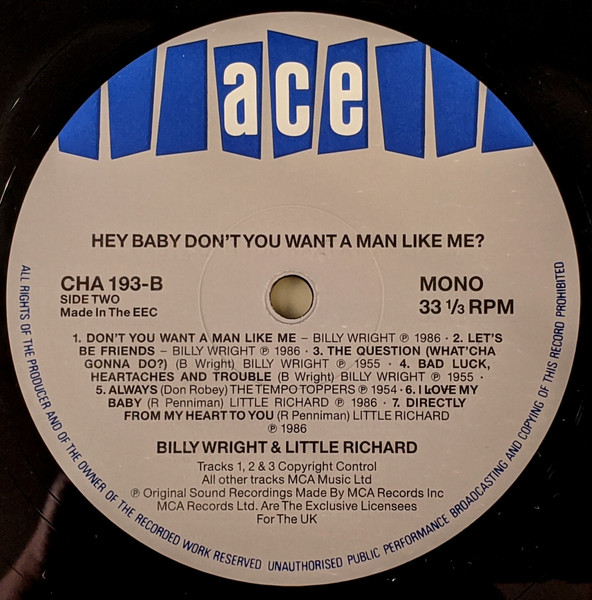 ace
HEY BABY DON'T YOU WANT A MAN LIKE ME?
CHA 193-B
SIDE TWO
Made In The EEC
MONO
33 1/3 RPM
1. DON'T YOU WANT A MAN LIKE ME – BILLY WRIGHT ℗ 1986 · 2. LET'S
BE FRIENDS – BILLY WRIGHT ℗ 1986 · 3. THE QUESTION (WHAT'CHA
GONNA DO?) (B Wright) BILLY WRIGHT ℗ 1955 · 4. BAD LUCK,
HEARTACHES AND TROUBLE (B Wright) BILLY WRIGHT ℗ 1955 ·
5. ALWAYS (Don Robey) THE TEMPO TOPPERS ℗ 1954 · 6. I LOVE MY
BABY (R Penniman) LITTLE RICHARD ℗ 1986 · 7. DIRECTLY
FROM MY HEART TO YOU (R Penniman) LITTLE RICHARD
℗ 1986
BILLY WRIGHT & LITTLE RICHARD
Tracks 1, 2 & 3 Copyright Control
All other tracks MCA Music Ltd
℗ Original Sound Recordings Made By MCA Records Inc
MCA Records Ltd. Are The Exclusive Licensees
For The UK
ALL RIGHTS OF THE PRODUCER AND OF THE OWNER OF THE RECORDED WORK RESERVED UNAUTHORISED PUBLIC PERFORMANCE BROADCASTING AND COPYING OF THIS RECORD PROHIBITED